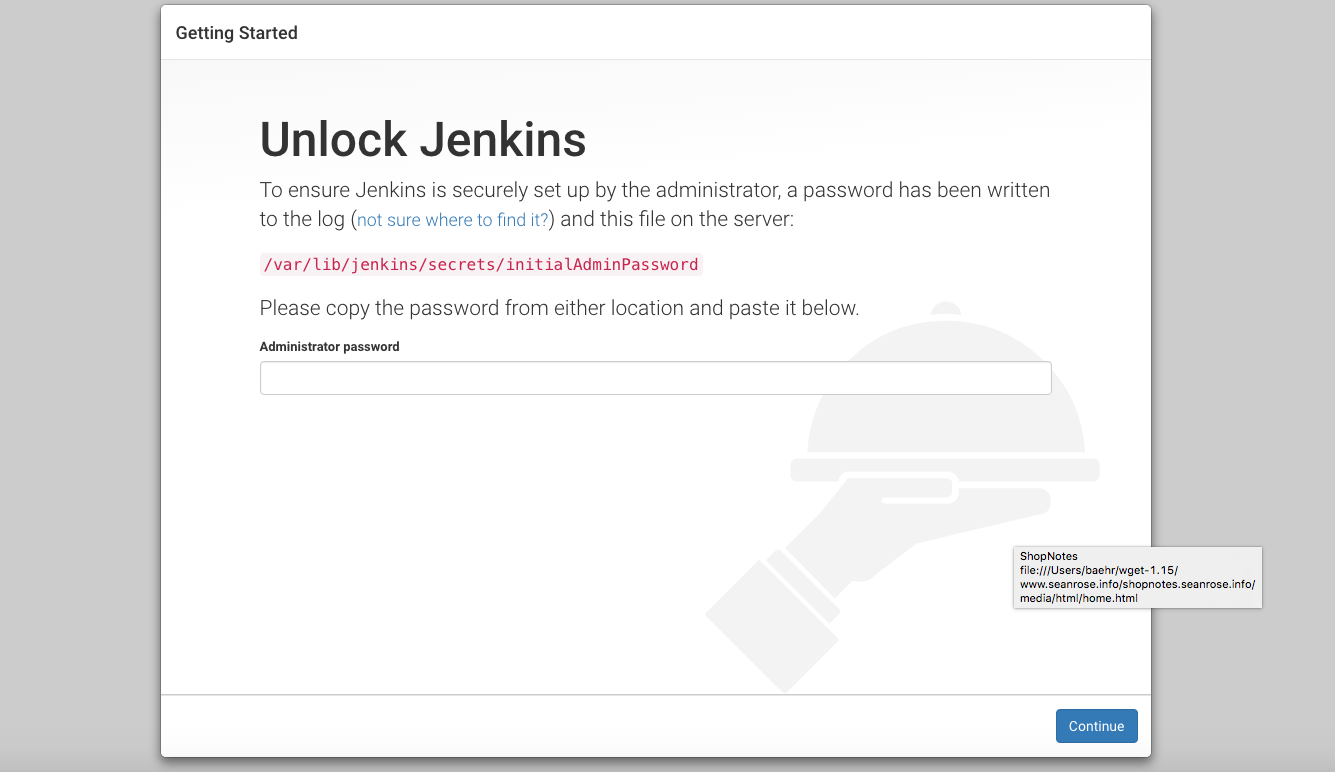 Getting Started
Unlock Jenkins
To ensure Jenkins is securely set up by the administrator, a password has been written
to the log (not sure where to find it?) and this file on the server:
/var/lib/jenkins/secrets/initialAdminPassword
Please copy the password from either location and paste it below.
Administrator password
ShopNotes
file:///Users/baehr/wget-1.15/
www.seanrose.info/shopnotes.seanrose.info/
media/html/home.html
Continue